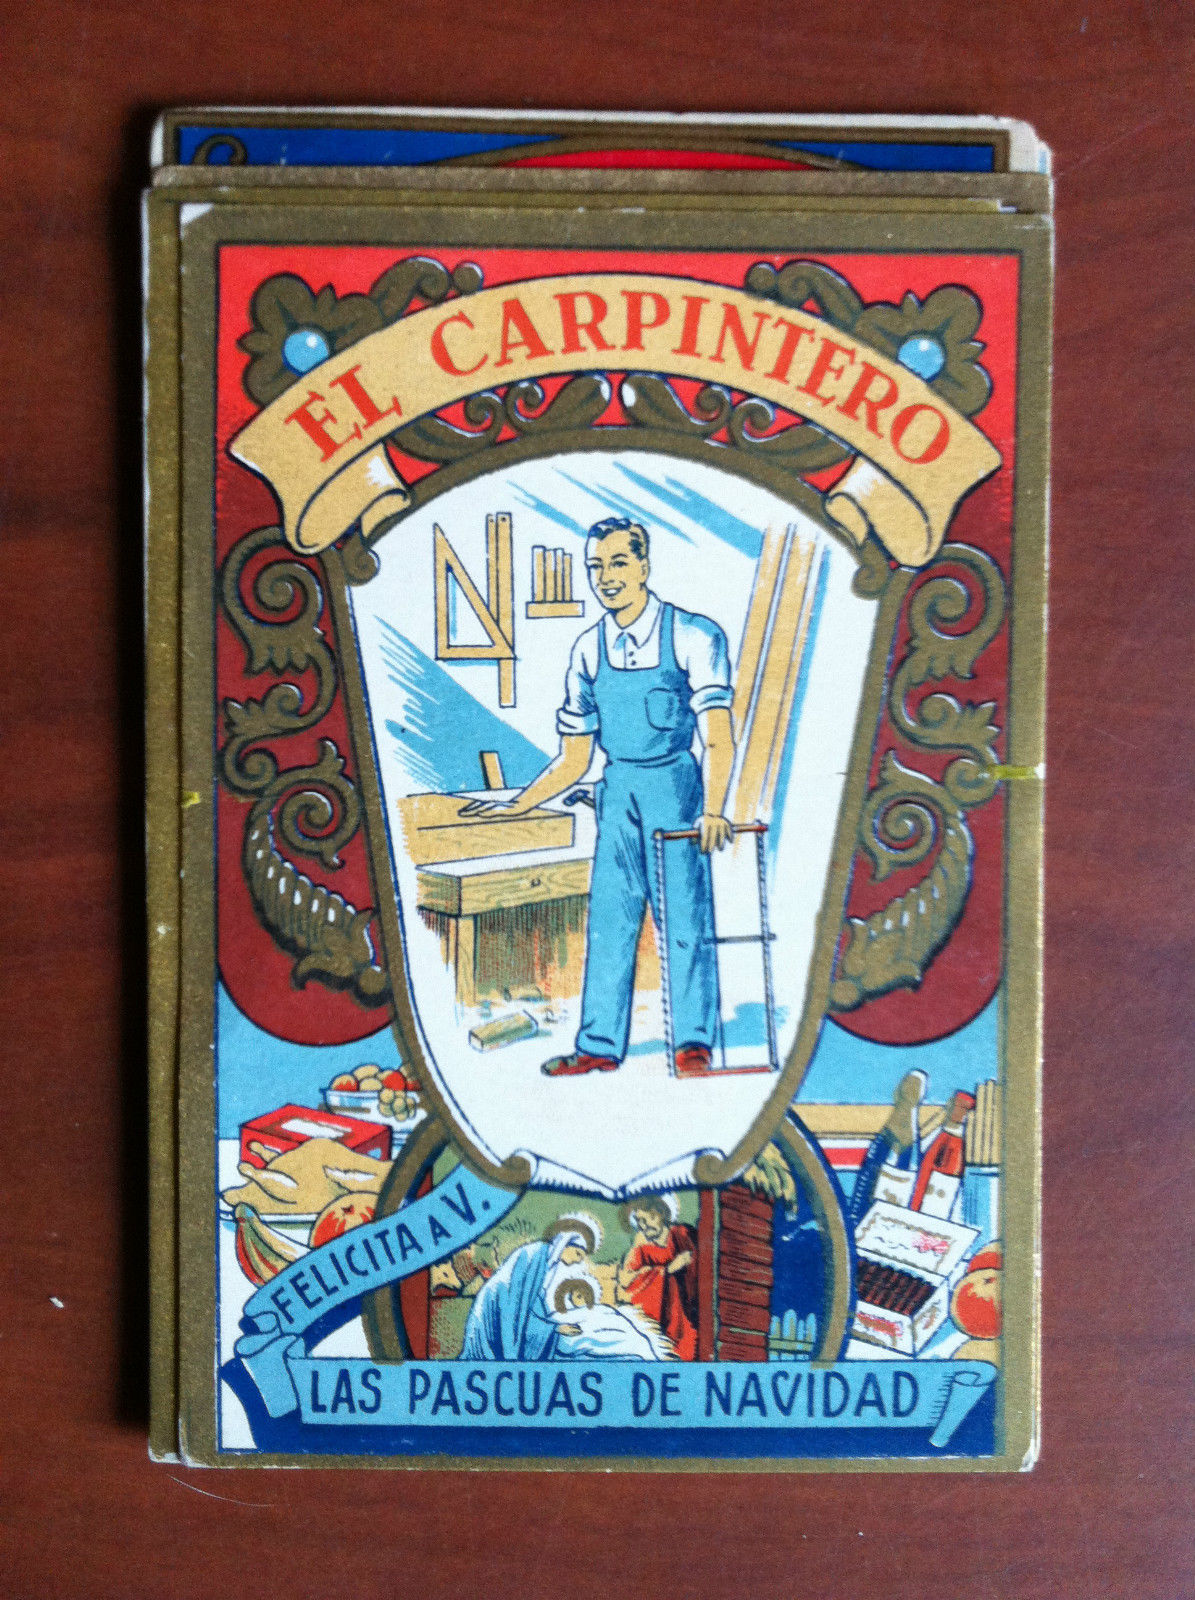 EL CARPINTERO
FELICITA A V.
LAS PASCUAS DE NAVIDAD